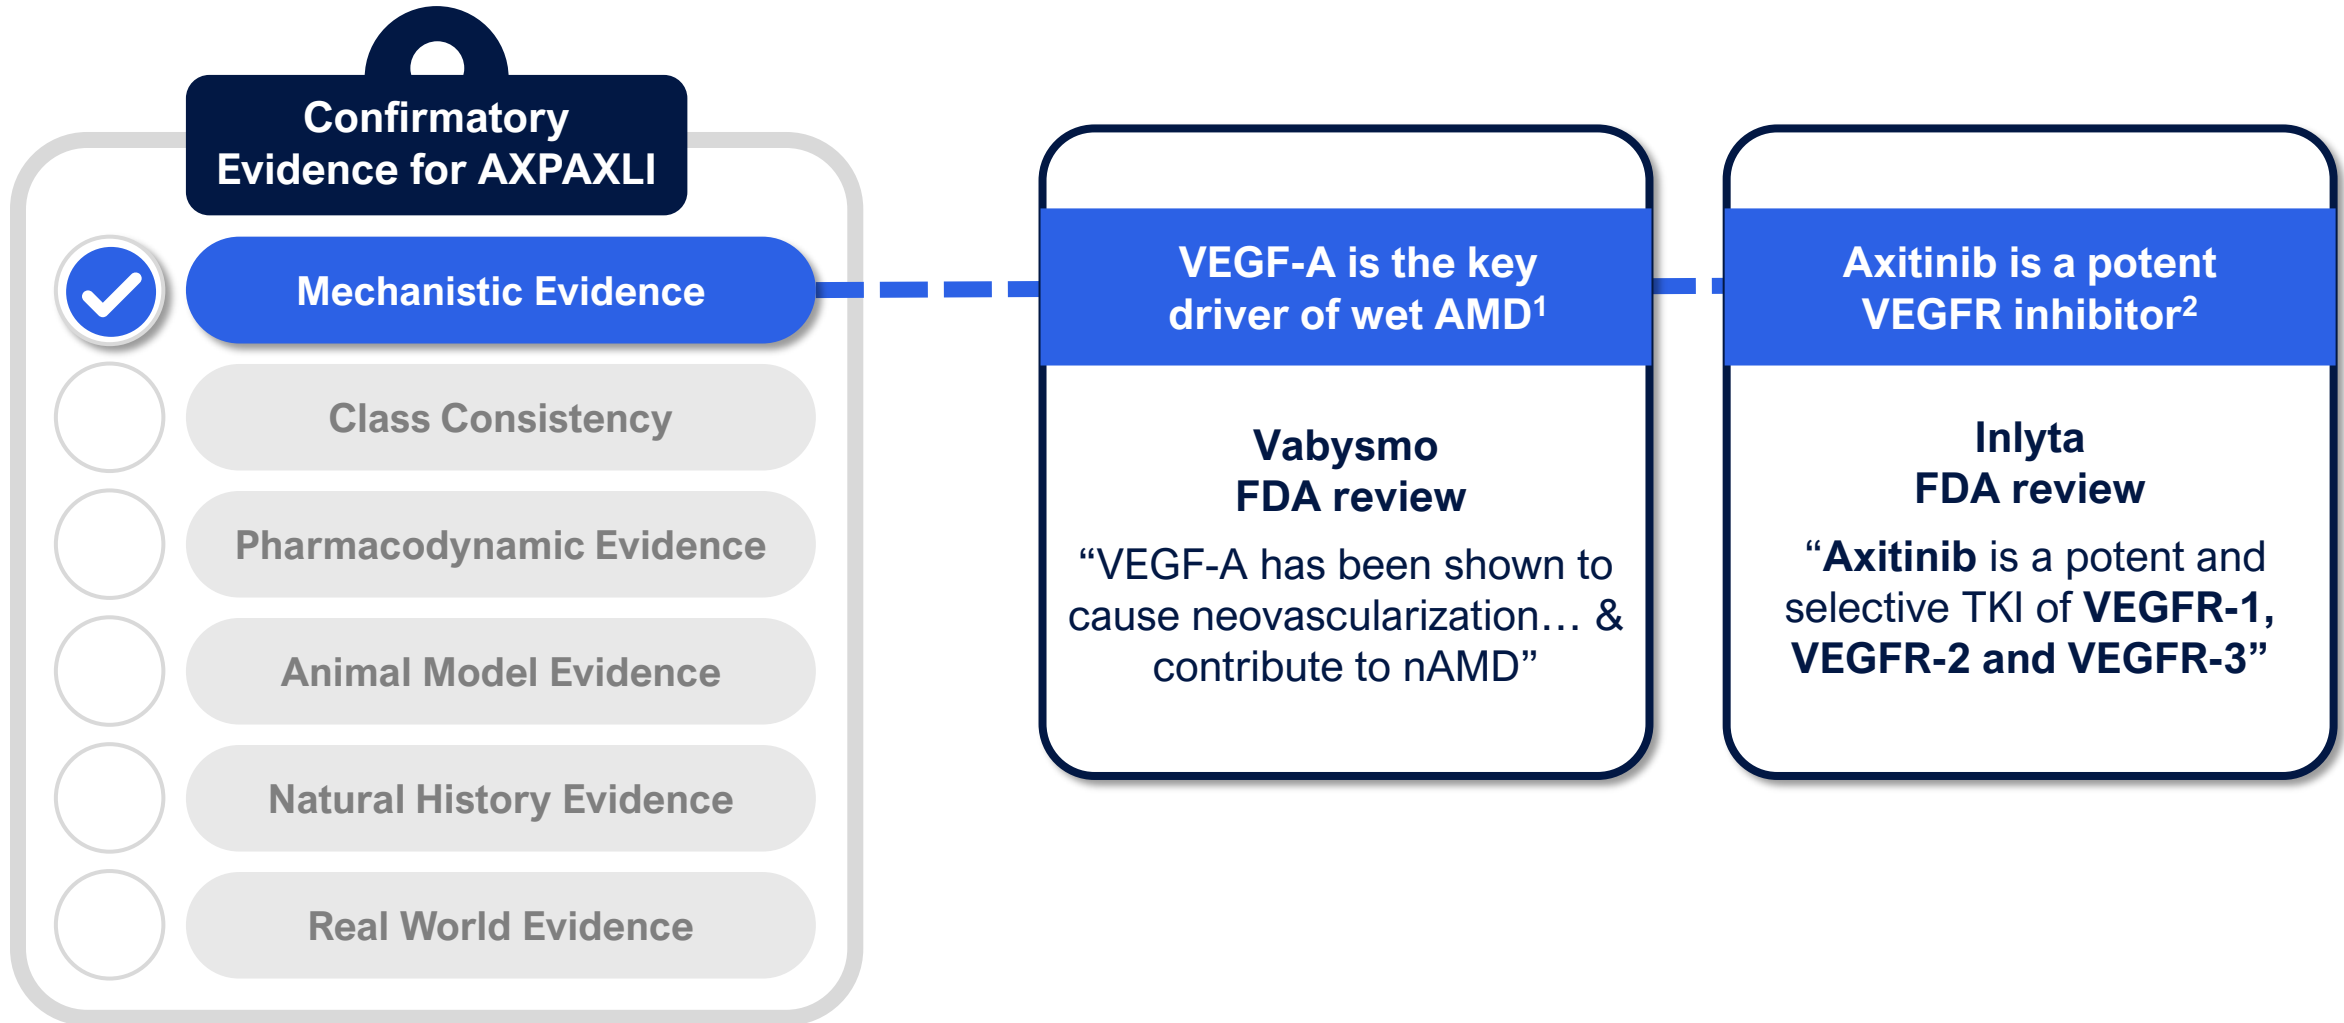 Confirmatory
Evidence for AXPAXLI
Mechanistic Evidence
Class Consistency
Pharmacodynamic Evidence
Animal Model Evidence
Natural History Evidence
Real World Evidence
VEGF-A is the key
driver of wet AMD¹
Vabysmo
FDA review
“VEGF-A has been shown to
cause neovascularization… &
contribute to nAMD”
Axitinib is a potent
VEGFR inhibitor²
Inlyta
FDA review
“Axitinib is a potent and
selective TKI of VEGFR-1,
VEGFR-2 and VEGFR-3”